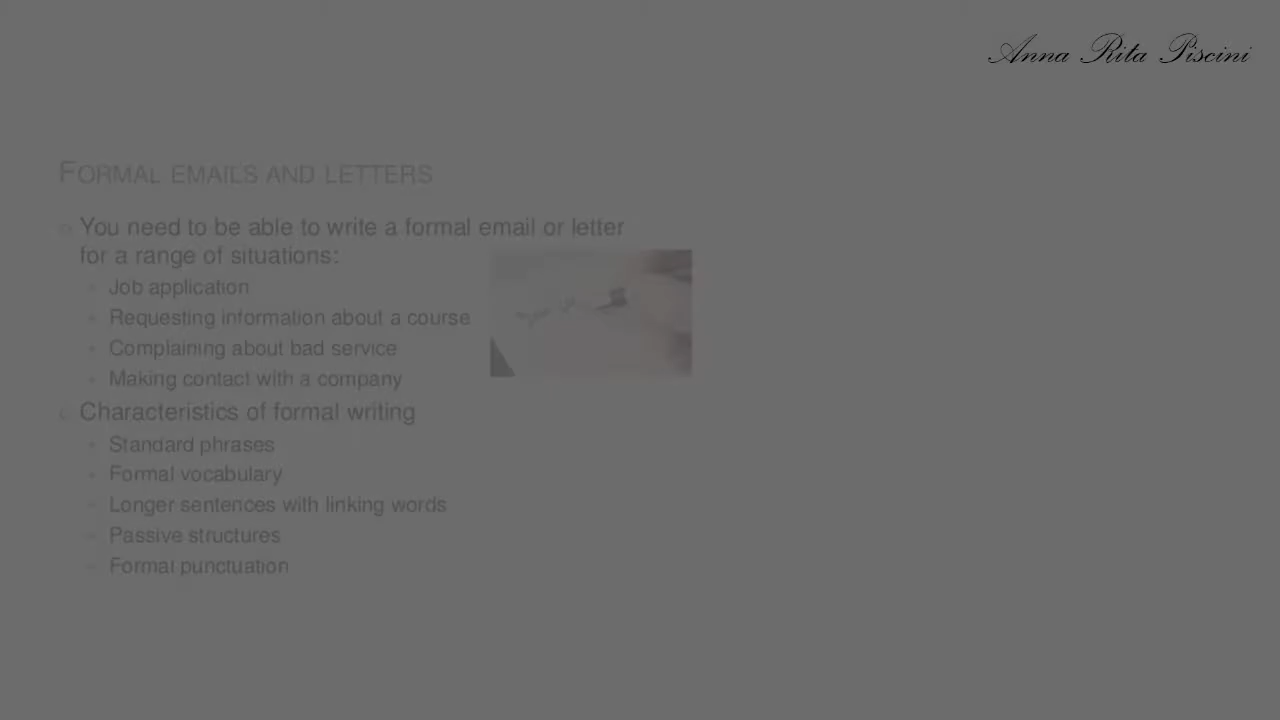 Anna Rita Piscini
FORMAL EMAILS AND LETTERS
You need to be able to write a formal email or letter
for a range of situations:
Job application
Requesting information about a course
Complaining about bad service
Making contact with a company
Characteristics of formal writing
Standard phrases
Formal vocabulary
Longer sentences with linking words
Passive structures
Formal punctuation